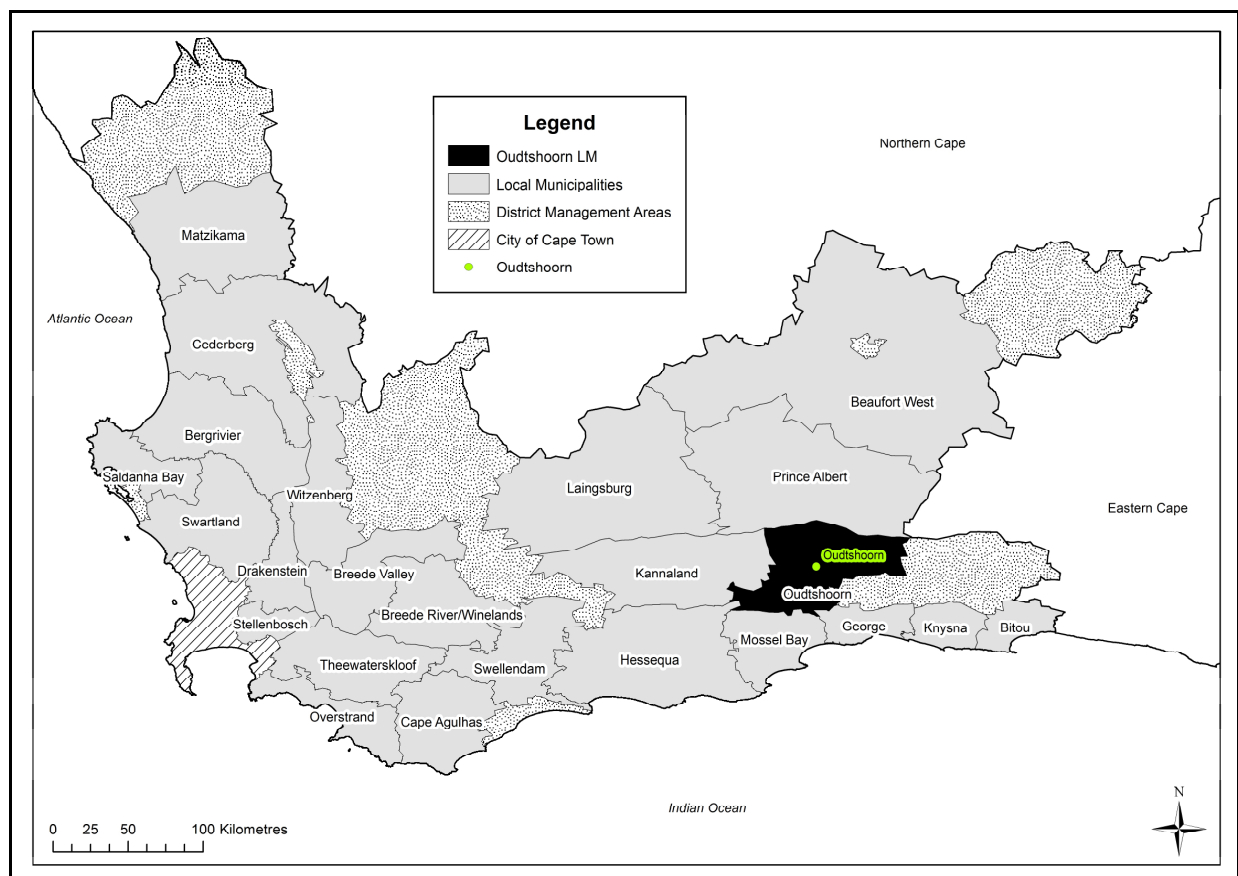 Legend
Oudtshoorn LM
Local Municipalities
District Management Areas
City of Cape Town
Oudtshoorn
Northern Cape
Matzikama
Atlantic Ocean
Cederberg
Beaufort West
Bergrivier
Saldanha Bay
Prince Albert
Laingsburg
Witzenberg
Eastern Cape
Swartland
Oudtshoorn
Drakenstein
Breede Valley
Kannaland
Oudtshoorn
Breede River/Winelands
Stellenbosch
George
Knysna
Bitou
Mossel Bay
Hessequa
Theewaterskloof
Swellendam
Overstrand
Cape Agulhas
N
Indian Ocean
0 25 50 100 Kilometres